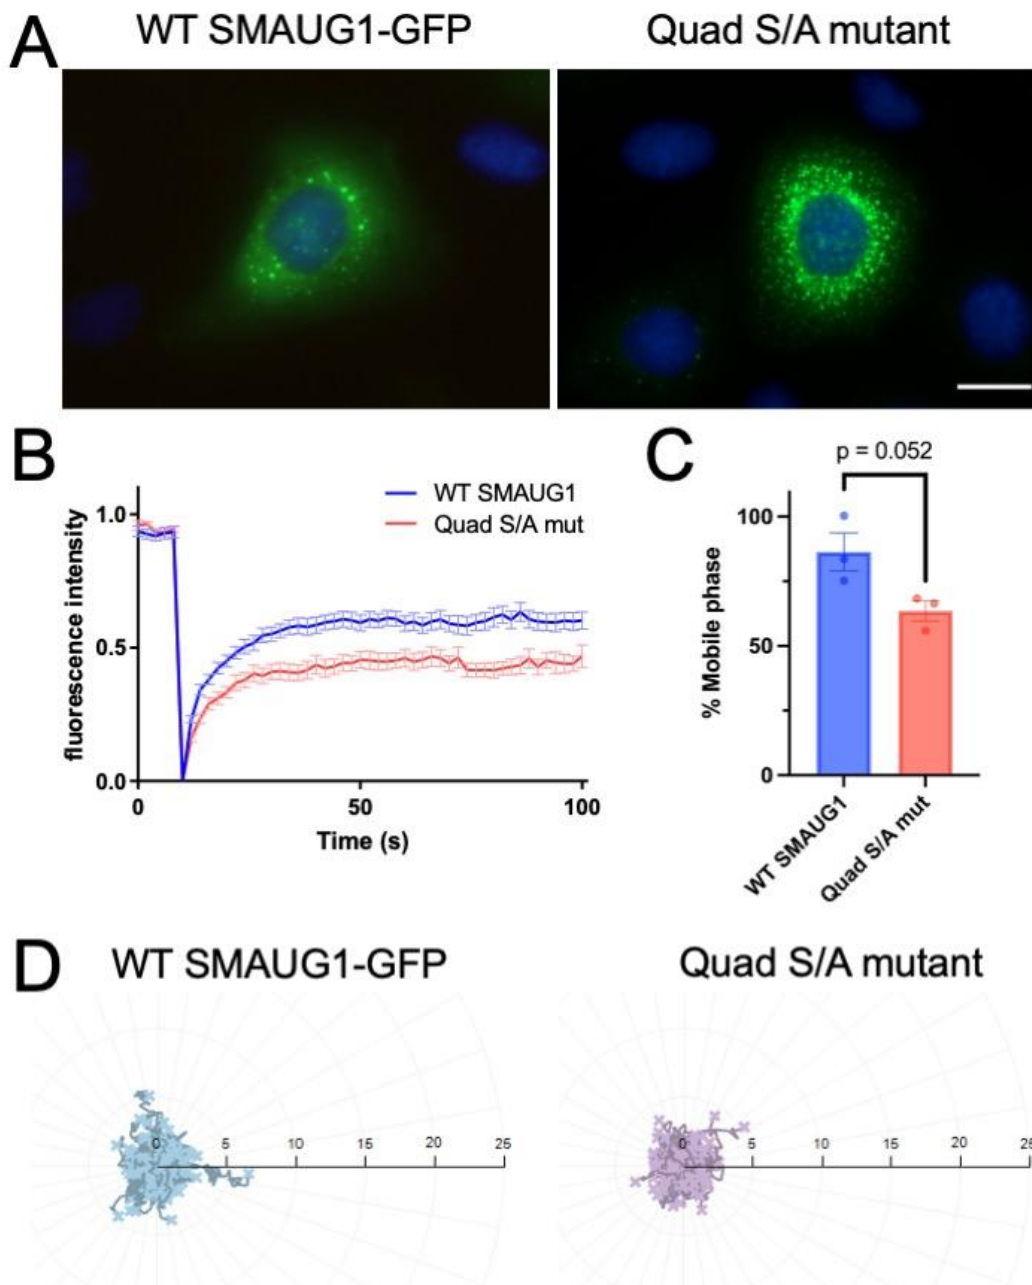 A
WT SMAUG1-GFP
Quad S/A mutant
B
fluorescence intensity
1.0
0.5
0.0
0
50
100
Time (s)
WT SMAUG1
Quad S/A mut
C
p = 0.052
% Mobile phase
100
50
0
WT SMAUG1
Quad S/A mut
D
WT SMAUG1-GFP
Quad S/A mutant
0 5 10 15 20 25
0 5 10 15 20 25